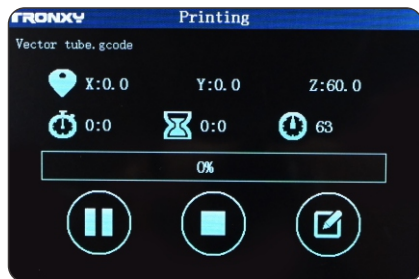 TRONXY Printing
Vector tube.gcode
X:0.0 Y:0.0 Z:60.0
0:0 0:0 63
0%